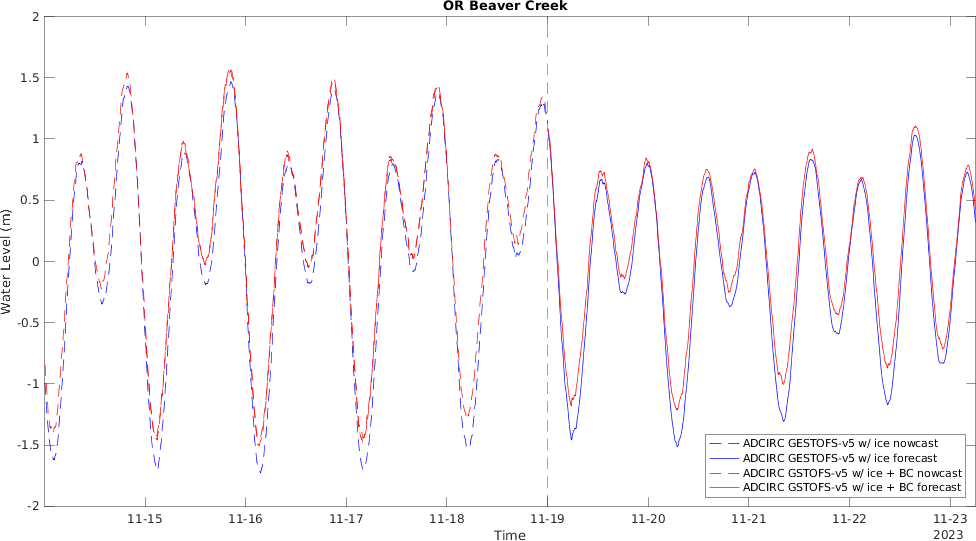 OR Beaver Creek
2
1.5
1
0.5
0
-0.5
-1
-1.5
-2
Water Level (m)
11-15 11-16 11-17 11-18 11-19 11-20 11-21 11-22 11-23
Time
2023
ADCIRC GESTOFS-v5 w/ ice nowcast
ADCIRC GESTOFS-v5 w/ ice forecast
ADCIRC GSTOFS-v5 w/ ice + BC nowcast
ADCIRC GSTOFS-v5 w/ ice + BC forecast